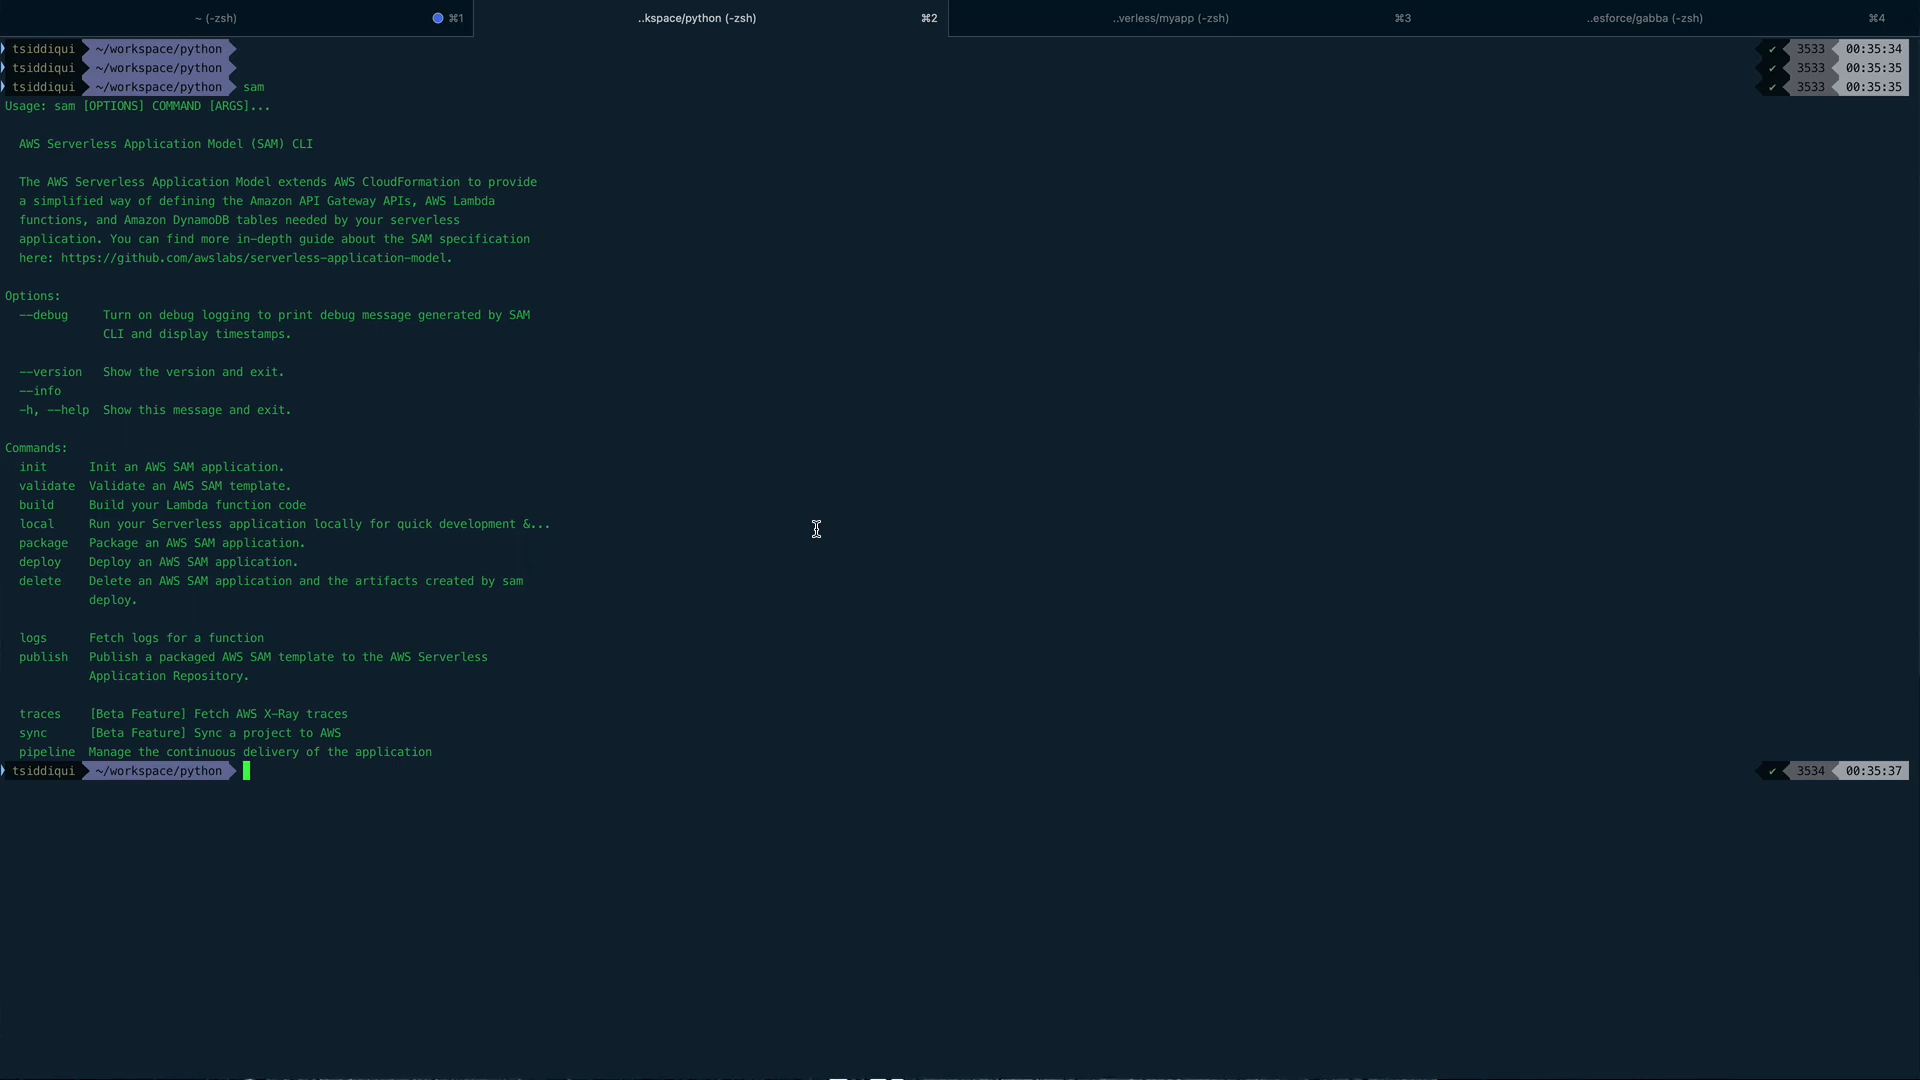 ~ (-zsh) ⌘1 ..kspace/python (-zsh) ⌘2 ..verless/myapp (-zsh) ⌘3 ..esforce/gabba (-zsh) ⌘4
tsiddiqui ~/workspace/python ✔ 3533 00:35:34
tsiddiqui ~/workspace/python ✔ 3533 00:35:35
tsiddiqui ~/workspace/python sam ✔ 3533 00:35:35
Usage: sam [OPTIONS] COMMAND [ARGS]...
AWS Serverless Application Model (SAM) CLI
The AWS Serverless Application Model extends AWS CloudFormation to provide
a simplified way of defining the Amazon API Gateway APIs, AWS Lambda
functions, and Amazon DynamoDB tables needed by your serverless
application. You can find more in-depth guide about the SAM specification
here: https://github.com/awslabs/serverless-application-model.
Options:
--debug Turn on debug logging to print debug message generated by SAM
CLI and display timestamps.
--version Show the version and exit.
--info
-h, --help Show this message and exit.
Commands:
init Init an AWS SAM application.
validate Validate an AWS SAM template.
build Build your Lambda function code
local Run your Serverless application locally for quick development &...
package Package an AWS SAM application.
deploy Deploy an AWS SAM application.
delete Delete an AWS SAM application and the artifacts created by sam
deploy.
logs Fetch logs for a function
publish Publish a packaged AWS SAM template to the AWS Serverless
Application Repository.
traces [Beta Feature] Fetch AWS X-Ray traces
sync [Beta Feature] Sync a project to AWS
pipeline Manage the continuous delivery of the application
tsiddiqui ~/workspace/python ✔ 3534 00:35:37